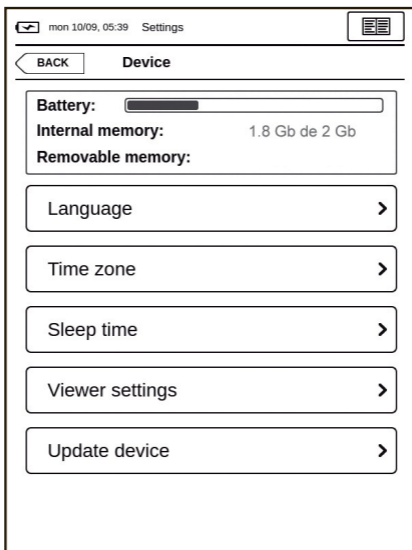 mon 10/09, 05:39 Settings
BACK Device
Battery:
Internal memory: 1.8 Gb de 2 Gb
Removable memory:
Language
Time zone
Sleep time
Viewer settings
Update device